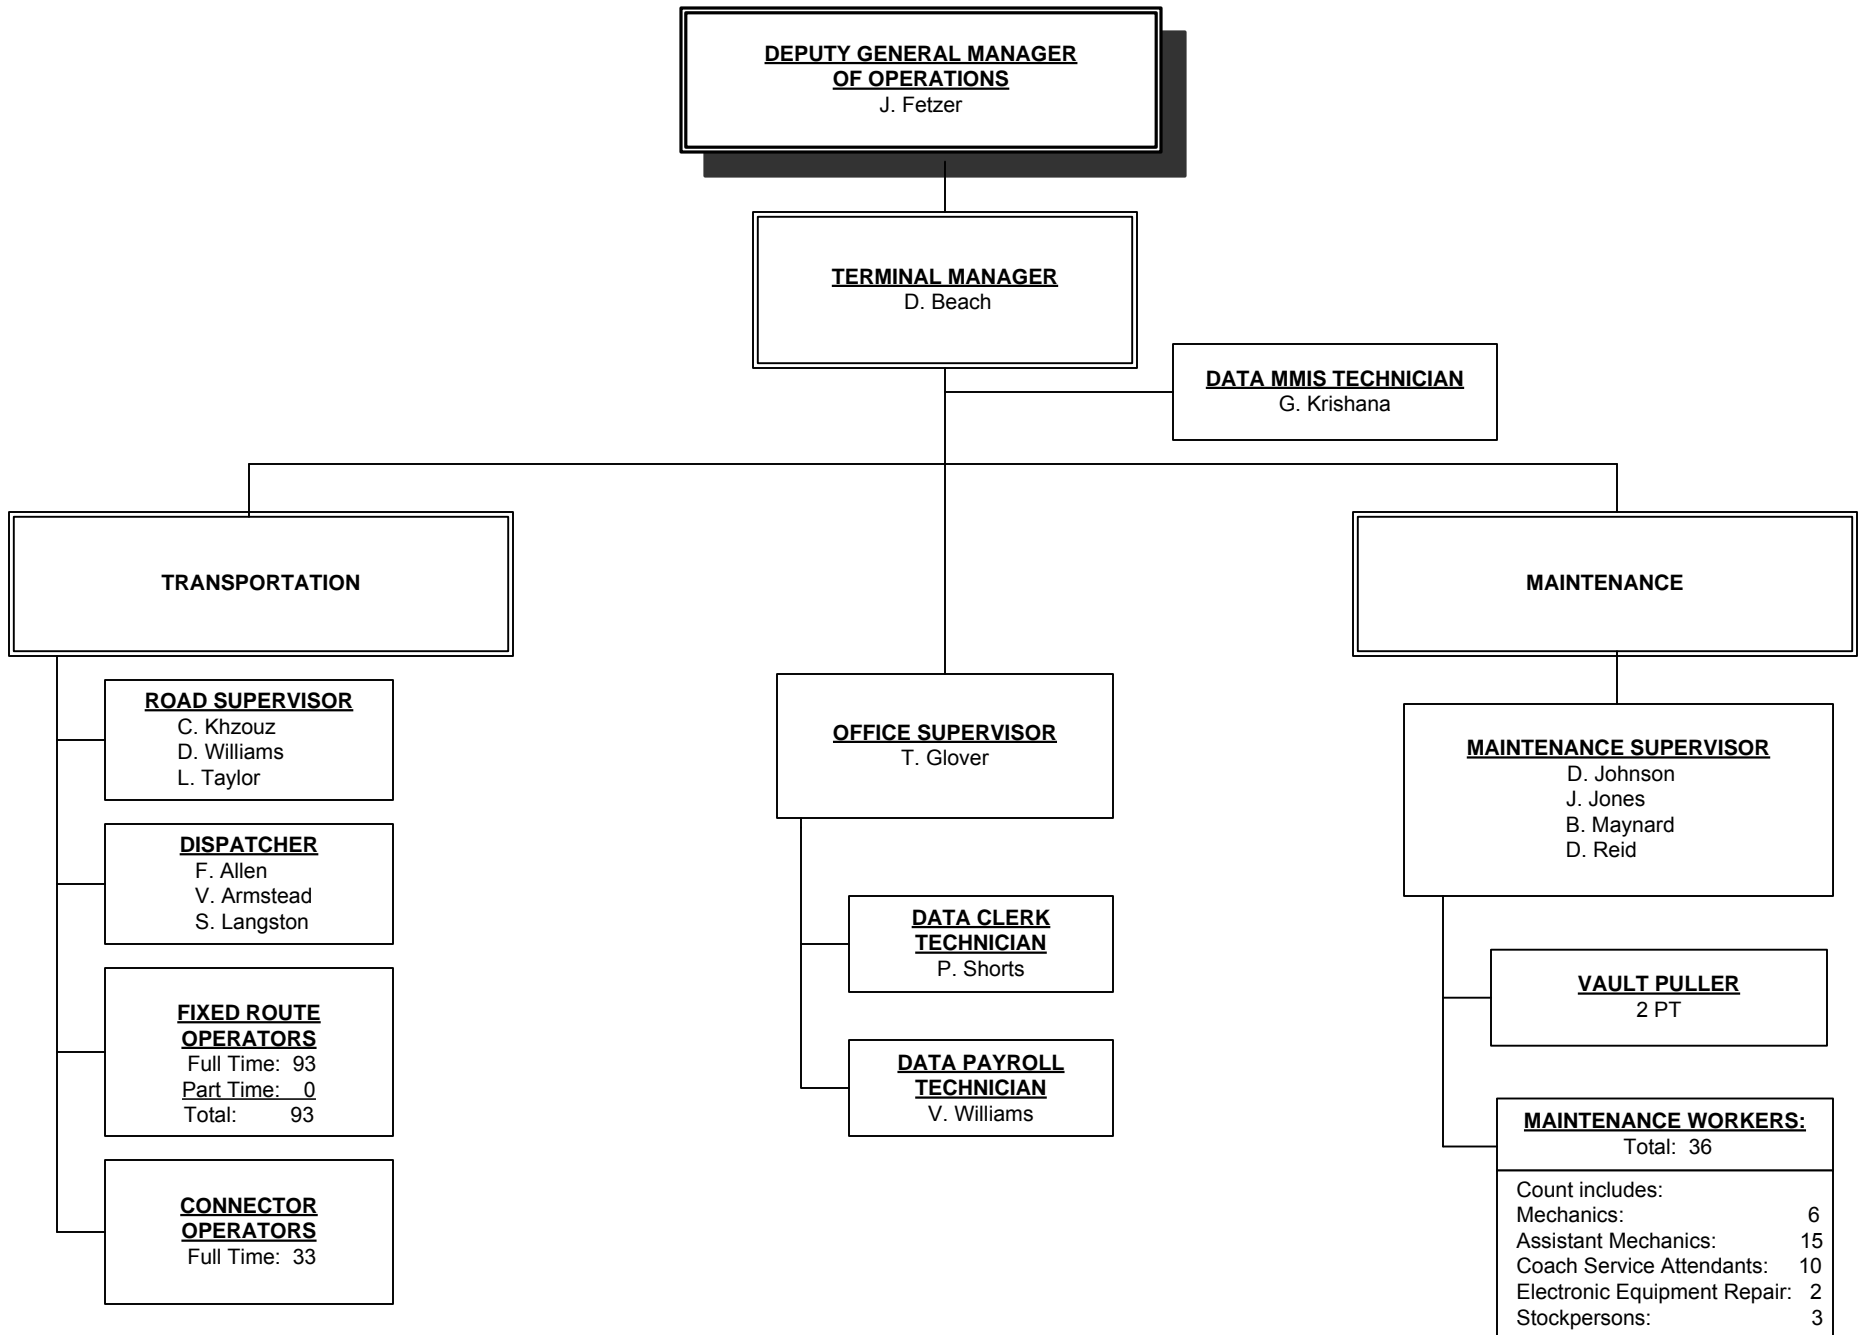 DEPUTY GENERAL MANAGER
OF OPERATIONS
J. Fetzer
TERMINAL MANAGER
D. Beach
DATA MMIS TECHNICIAN
G. Krishana
TRANSPORTATION
ROAD SUPERVISOR
C. Khzouz
D. Williams
L. Taylor
DISPATCHER
F. Allen
V. Armstead
S. Langston
FIXED ROUTE
OPERATORS
Full Time: 93
Part Time: 0
Total: 93
CONNECTOR
OPERATORS
Full Time: 33
OFFICE SUPERVISOR
T. Glover
DATA CLERK
TECHNICIAN
P. Shorts
DATA PAYROLL
TECHNICIAN
V. Williams
MAINTENANCE
MAINTENANCE SUPERVISOR
D. Johnson
J. Jones
B. Maynard
D. Reid
VAULT PULLER
2 PT
MAINTENANCE WORKERS:
Total: 36
Count includes:
Mechanics: 6
Assistant Mechanics: 15
Coach Service Attendants: 10
Electronic Equipment Repair: 2
Stockpersons: 3